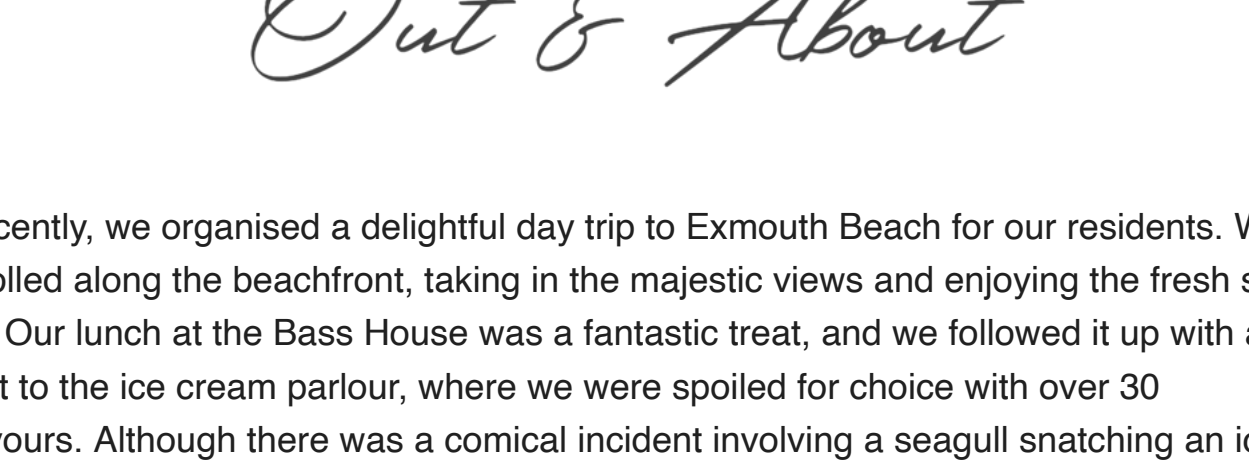 Out & About
cently, we organised a delightful day trip to Exmouth Beach for our residents. W
olled along the beachfront, taking in the majestic views and enjoying the fresh s
Our lunch at the Bass House was a fantastic treat, and we followed it up with a
t to the ice cream parlour, where we were spoiled for choice with over 30
vours. Although there was a comical incident involving a seagull snatching an ic